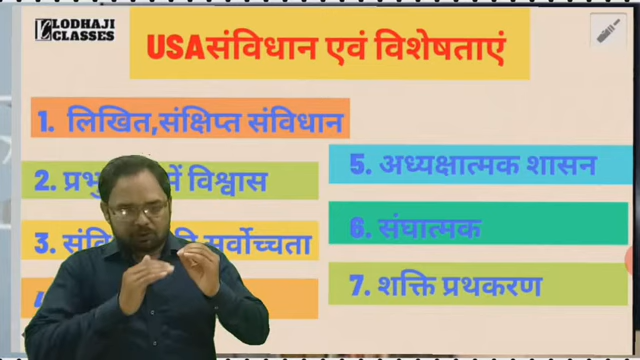 LODHAJI
CLASSES
USAसंविधान एवं विशेषताएं
1. लिखित,संक्षिप्त संविधान
2. में विश्वास
3. सर्वोच्चता
5. अध्यक्षात्मक शासन
6. संघात्मक
7. शक्ति प्रथकरण